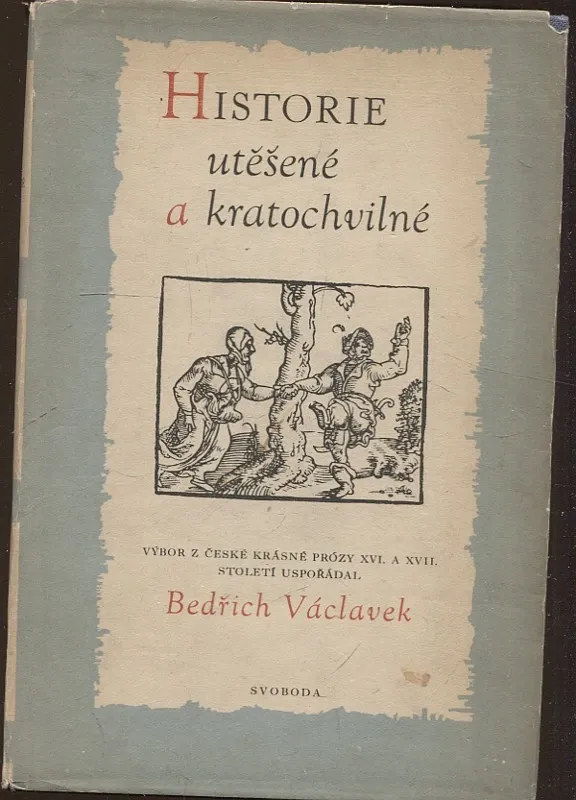 HISTORIE
utěšené
a kratochvilné
VÝBOR Z ČESKÉ KRÁSNÉ PRÓZY XVI. A XVII.
STOLETÍ USPOŘÁDAL
Bedřich Václavek
SVOBODA